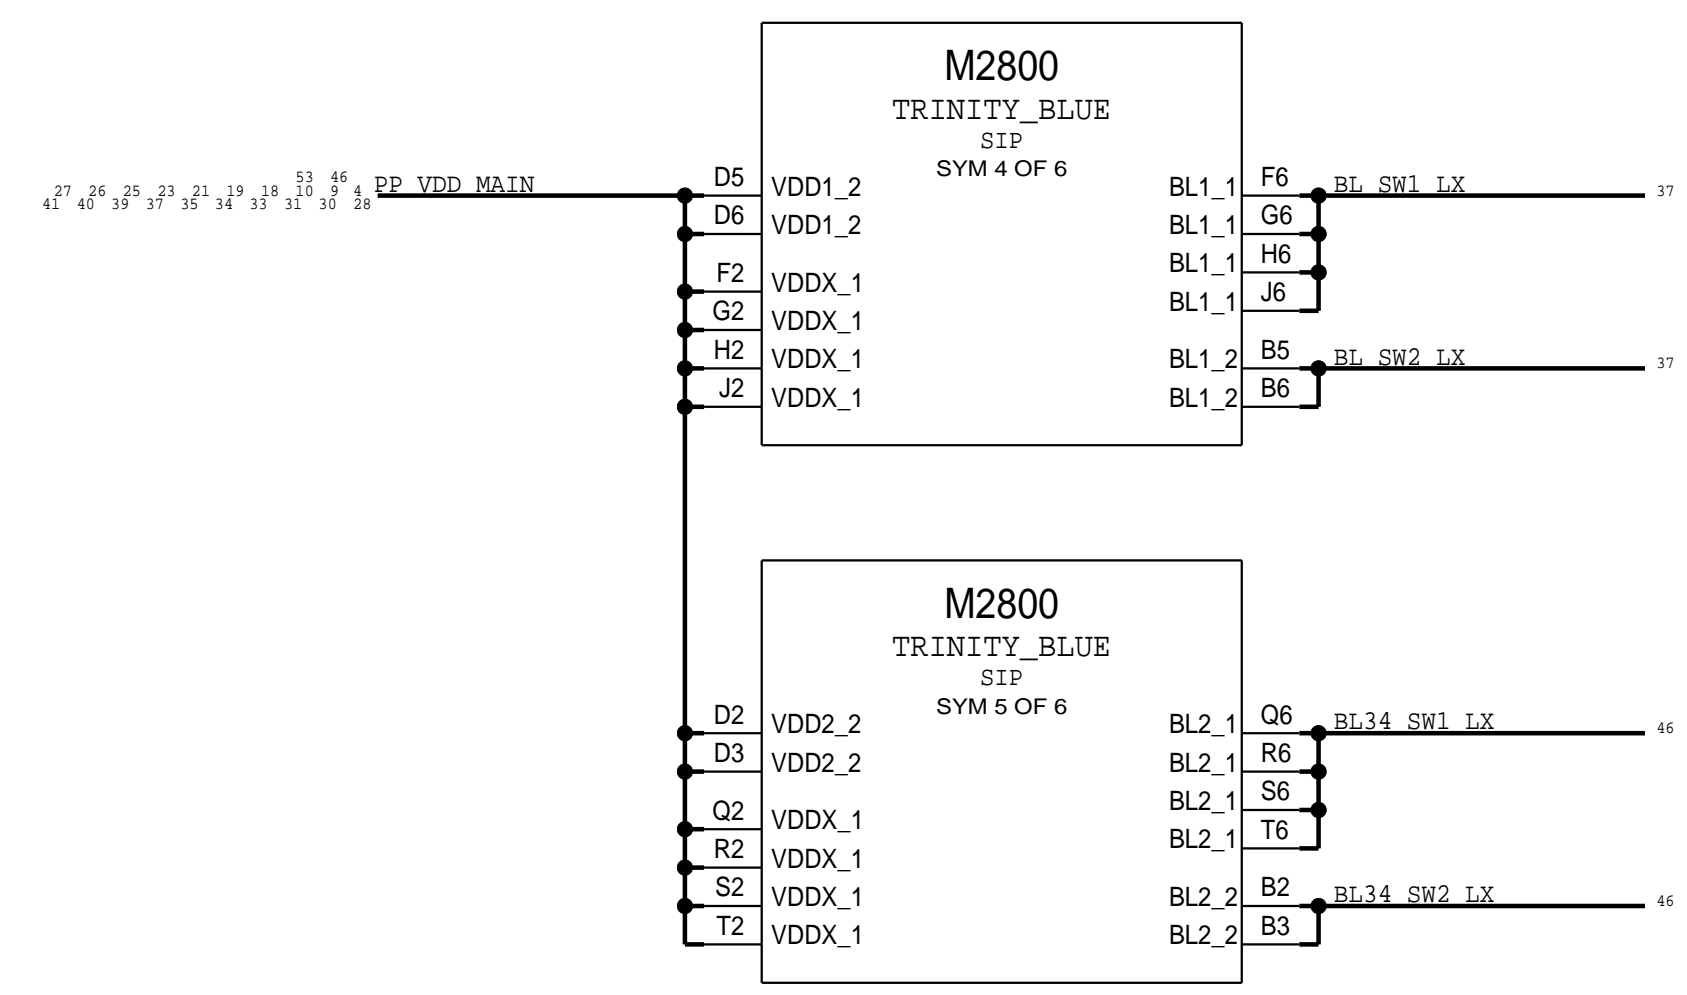 M2800
TRINITY_BLUE
SIP
SYM 4 OF 6
53 46
27 26 25 23 21 19 18 10 9 4
41 40 39 37 35 34 33 31 30 28
PP_VDD_MAIN
D5 VDD1_2 BL1_1 F6 BL_SW1_LX 37
D6 VDD1_2 BL1_1 G6
F2 VDDX_1 BL1_1 H6
G2 VDDX_1 BL1_1 J6
H2 VDDX_1 BL1_2 B5 BL_SW2_LX 37
J2 VDDX_1 BL1_2 B6
M2800
TRINITY_BLUE
SIP
SYM 5 OF 6
D2 VDD2_2 BL2_1 Q6 BL34_SW1_LX 46
D3 VDD2_2 BL2_1 R6
Q2 VDDX_1 BL2_1 S6
R2 VDDX_1 BL2_1 T6
S2 VDDX_1 BL2_2 B2 BL34_SW2_LX 46
T2 VDDX_1 BL2_2 B3